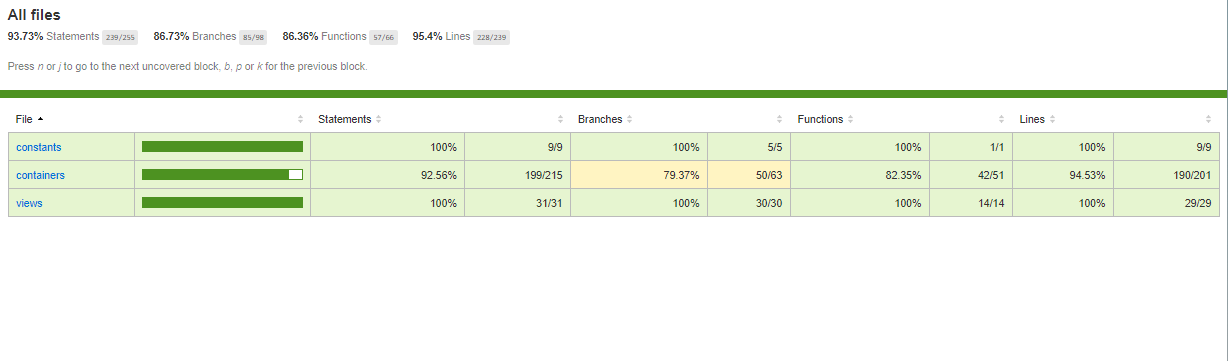 All files
93.73% Statements 239/255 86.73% Branches 85/98 86.36% Functions 57/66 95.4% Lines 228/239
Press n or j to go to the next uncovered block, b, p or k for the previous block.
File Statements Branches Functions Lines
constants 100% 9/9 100% 5/5 100% 1/1 100% 9/9
containers 92.56% 199/215 79.37% 50/63 82.35% 42/51 94.53% 190/201
views 100% 31/31 100% 30/30 100% 14/14 100% 29/29